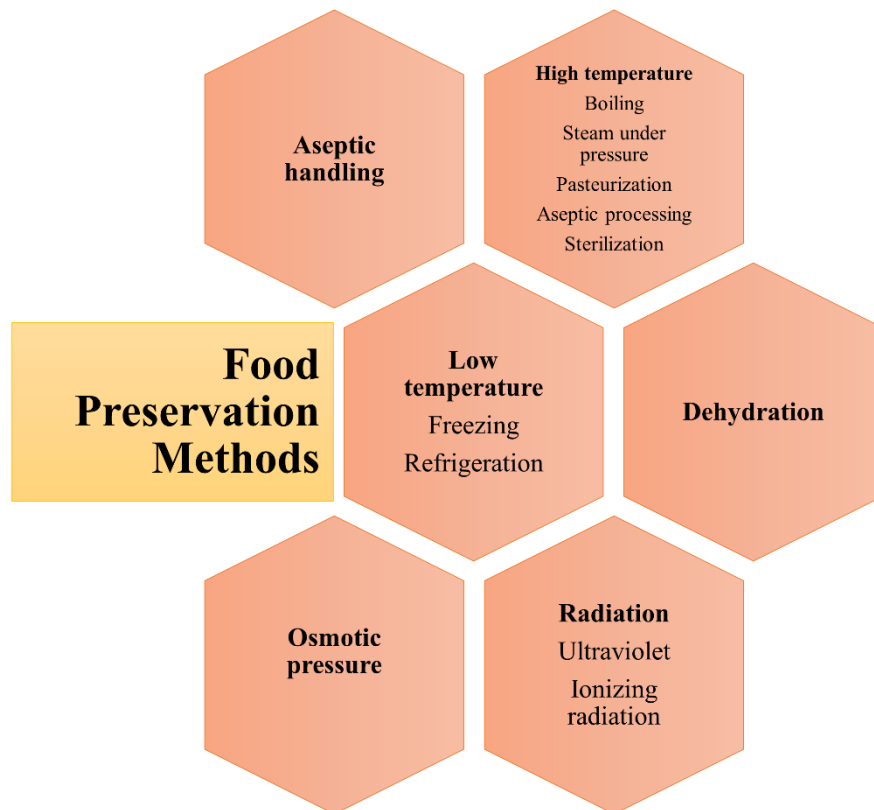 Aseptic
handling
High temperature
Boiling
Steam under
pressure
Pasteurization
Aseptic processing
Sterilization
Food
Preservation
Methods
Low
temperature
Freezing
Refrigeration
Dehydration
Osmotic
pressure
Radiation
Ultraviolet
Ionizing
radiation